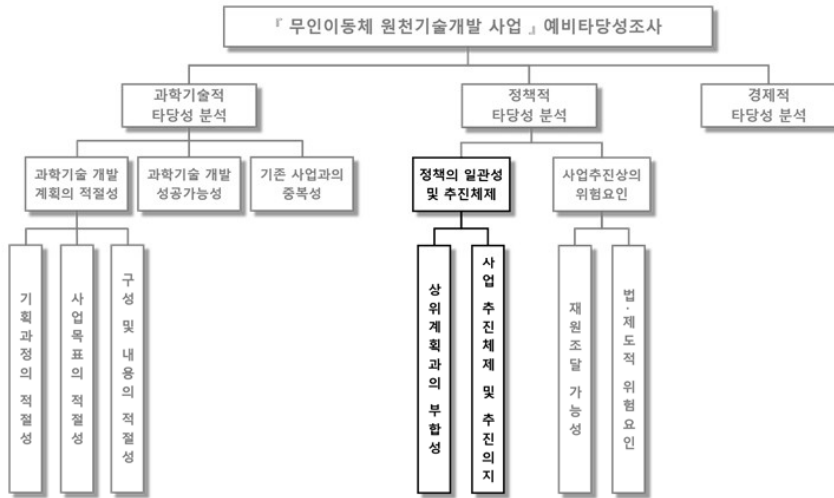 『 무인이동체 원천기술개발 사업 』 예비타당성조사
과학기술적
타당성 분석
정책적
타당성 분석
경제적
타당성 분석
과학기술 개발
계획의 적절성
과학기술 개발
성공가능성
기존 사업과의
중복성
정책의 일관성
및 추진체제
사업추진상의
위험요인
기획과정의 적절성
사업목표의 적절성
구성 및 내용의 적절성
상위계획과의 부합성
사업 추진체제 및 추진의지
재원조달 가능성
법·제도적 위험요인